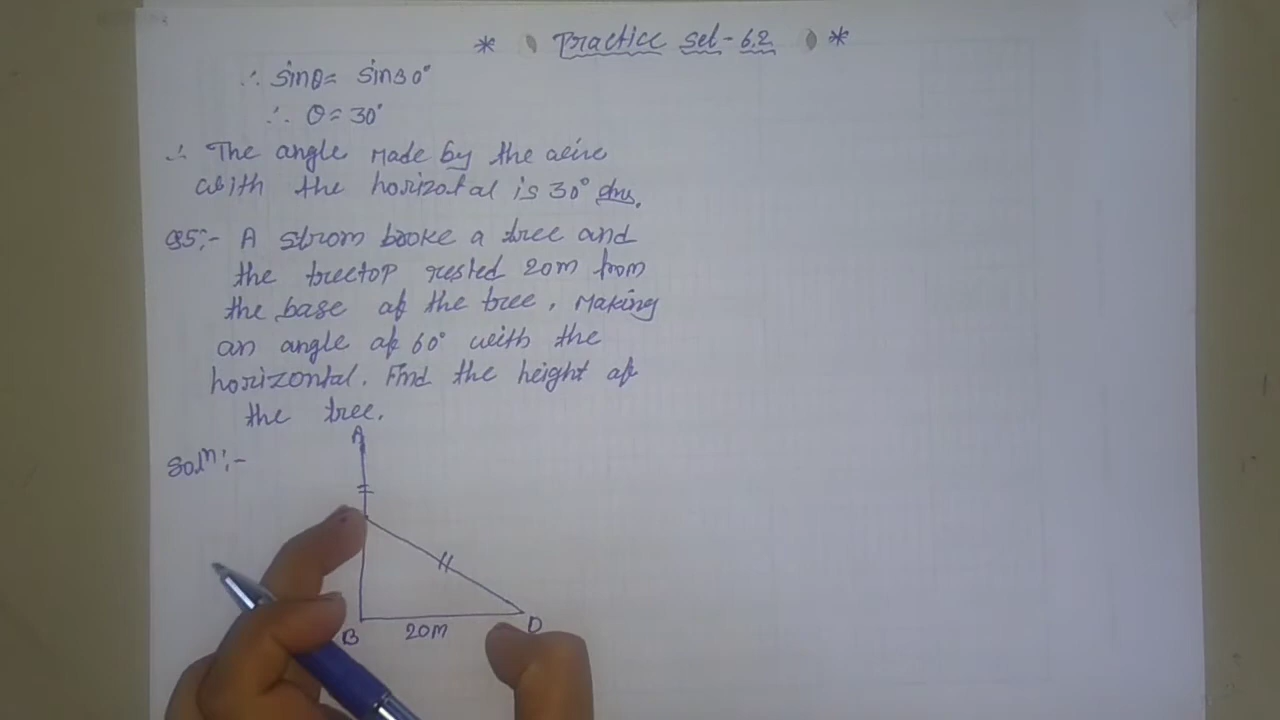 * Practice set - 6.2 *
∴ sinθ = sin30°
∴ θ = 30°
∴ The angle made by the wire
with the horizotal is 30° Ans.
Q5:- A strom broke a tree and
the treetop rested 20m from
the base of the tree, Making
an angle of 60° with the
horizontal. Find the height of
the tree.
Solⁿ:-
A
B
20M
D